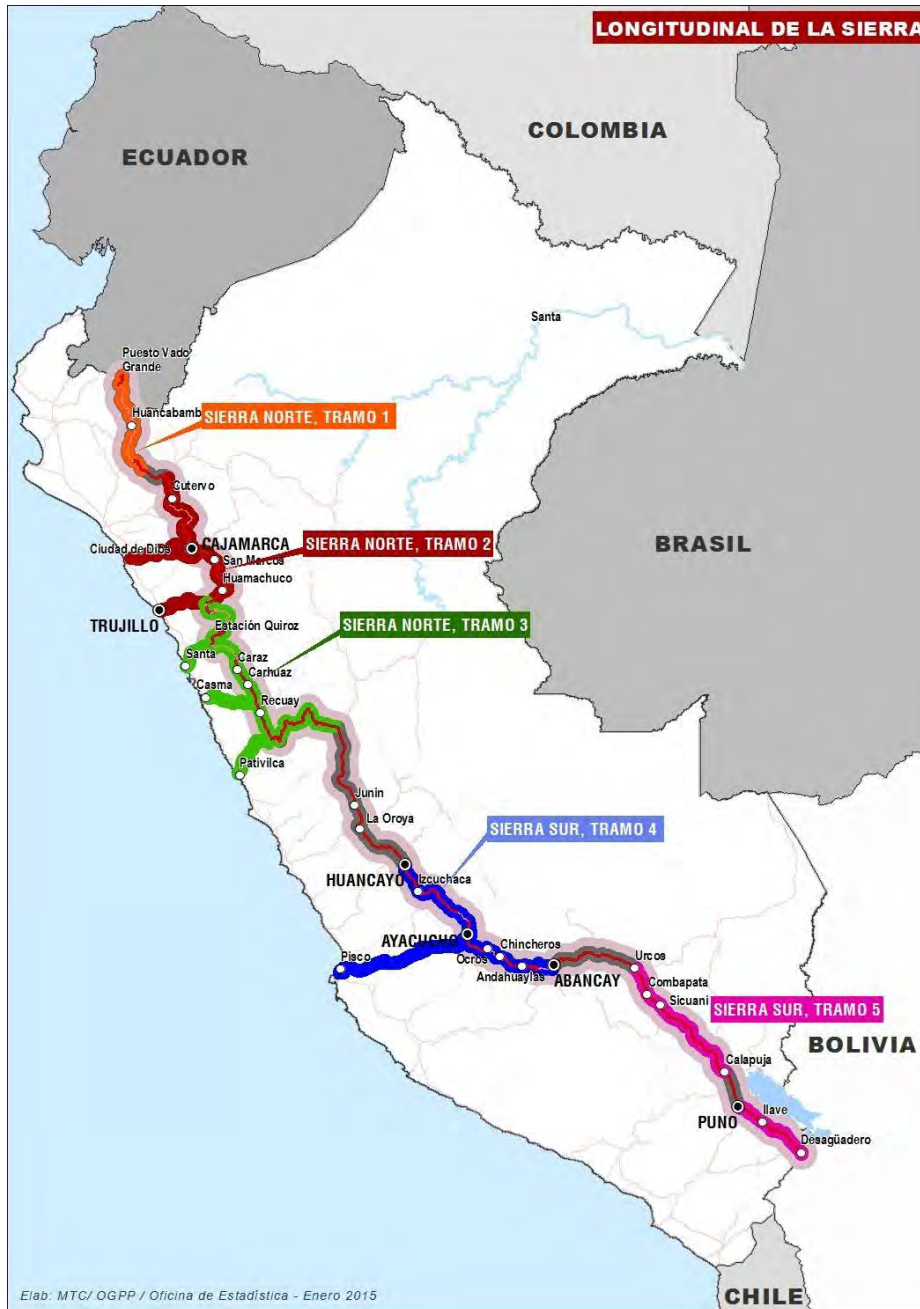 LONGITUDINAL DE LA SIERRA
COLOMBIA
ECUADOR
Santa
Puesto Vado
Grande
Huancabamb
SIERRA NORTE, TRAMO 1
Cutervo
Ciudad de Dios
CAJAMARCA
SIERRA NORTE, TRAMO 2
BRASIL
San Marcos
Huamachuco
TRUJILLO
Estación Quiroz
SIERRA NORTE, TRAMO 3
Santa
Caraz
Carhuaz
Casma
Recuay
Pativilca
Junin
La Oroya
SIERRA SUR, TRAMO 4
HUANCAYO
Izcuchaca
AYACUCHO
Chincheros
Ocros
Pisco
Andahuaylas
ABANCAY
Urcos
Combapata
Sicuani
SIERRA SUR, TRAMO 5
BOLIVIA
Calapuja
PUNO
Ilave
Desagüadero
CHILE
Elab: MTC/ OGPP / Oficina de Estadística - Enero 2015